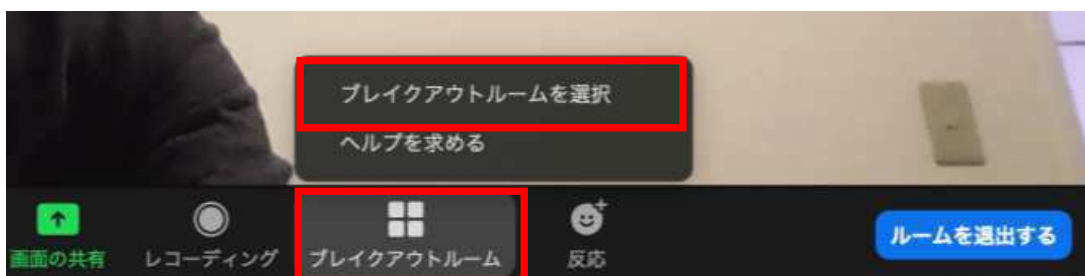 ブレイクアウトルームを選択
ヘルプを求める
画面の共有
レコーディング
ブレイクアウトルーム
反応
ルームを退出する